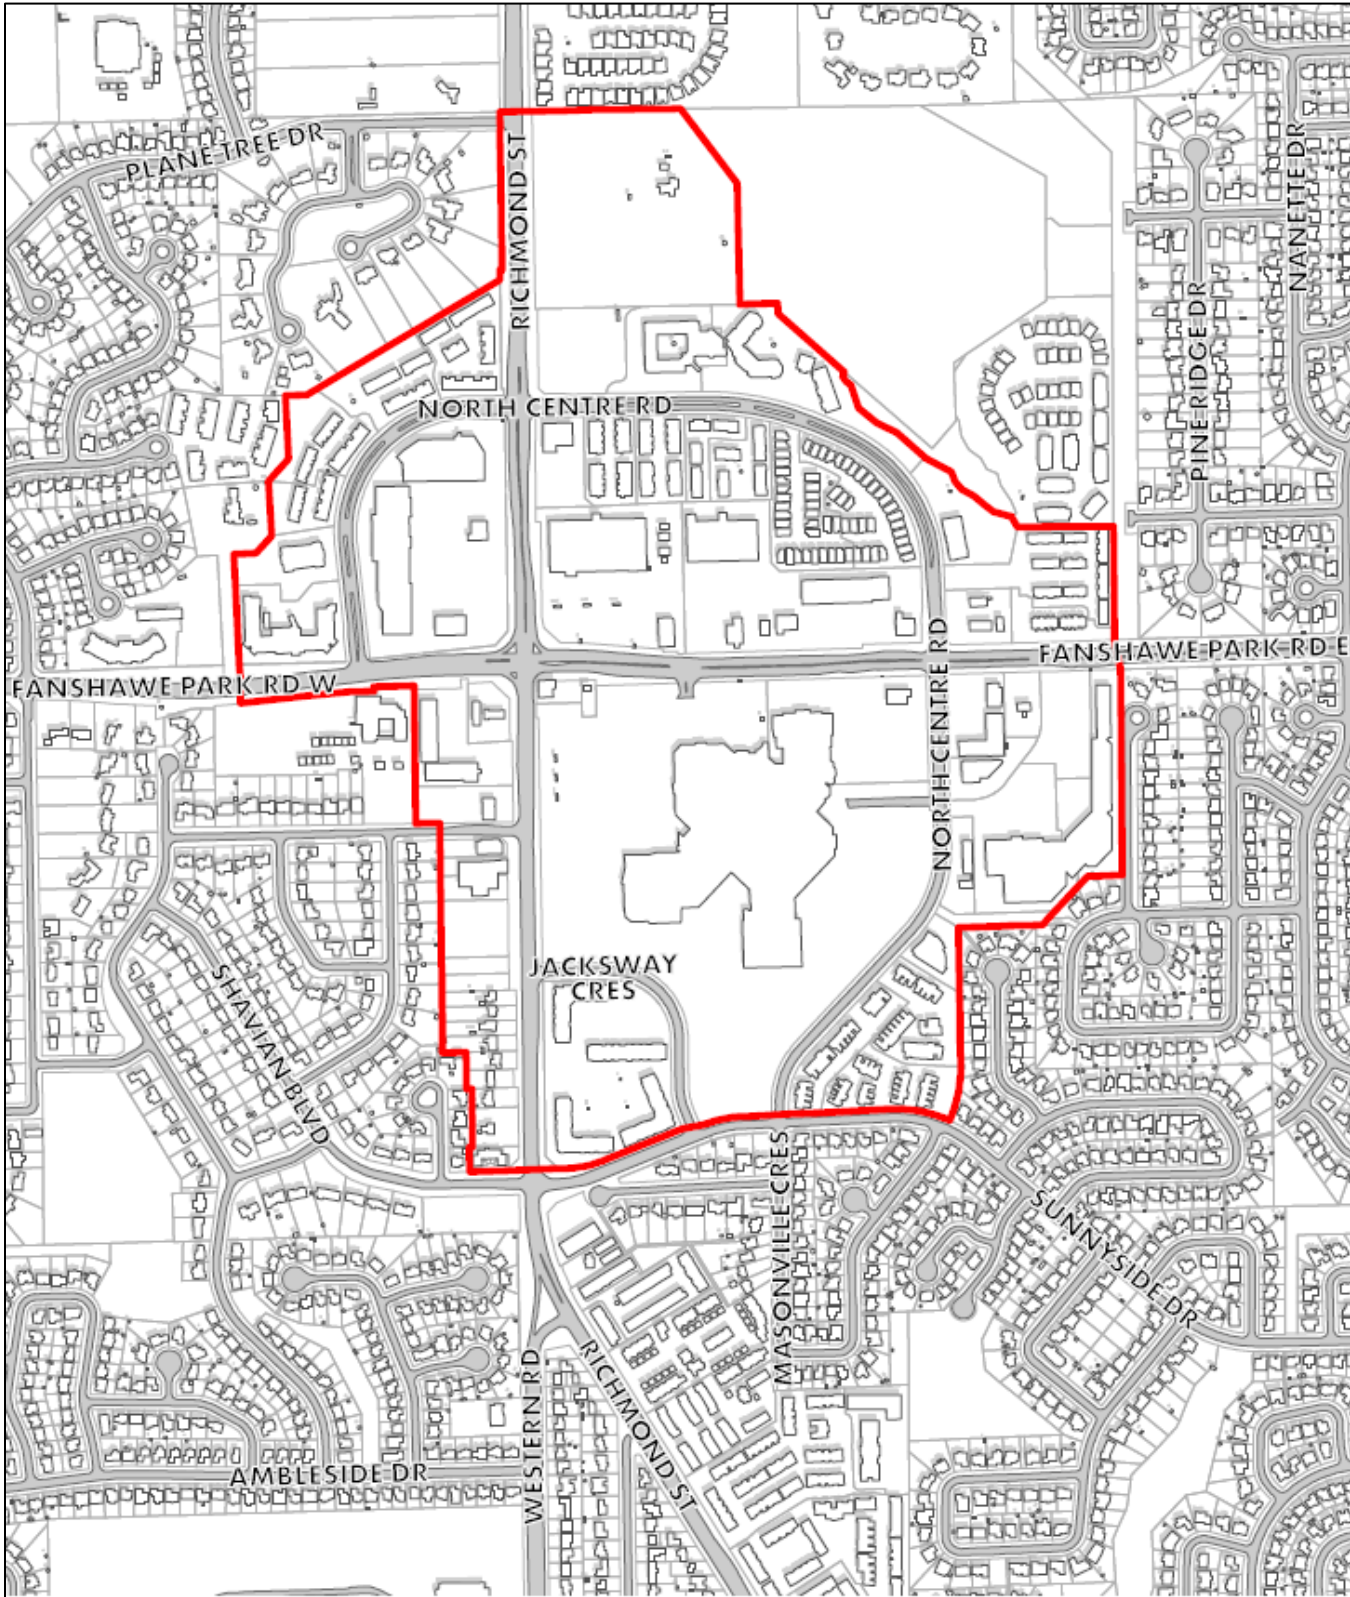 PLANE TREE DR
RICHMOND ST
NANETTE DR
PINE RIDGE DR
NORTH CENTRE RD
FANSHAWE PARK RD W
FANSHAWE PARK RD E
NORTH CENTRE RD
JACKSWAY
CRES
SHAVIAN BLVD
MASONVILLE CRES
SUNNYSIDE DR
WESTERN RD
RICHMOND ST
AMBLESIDE DR